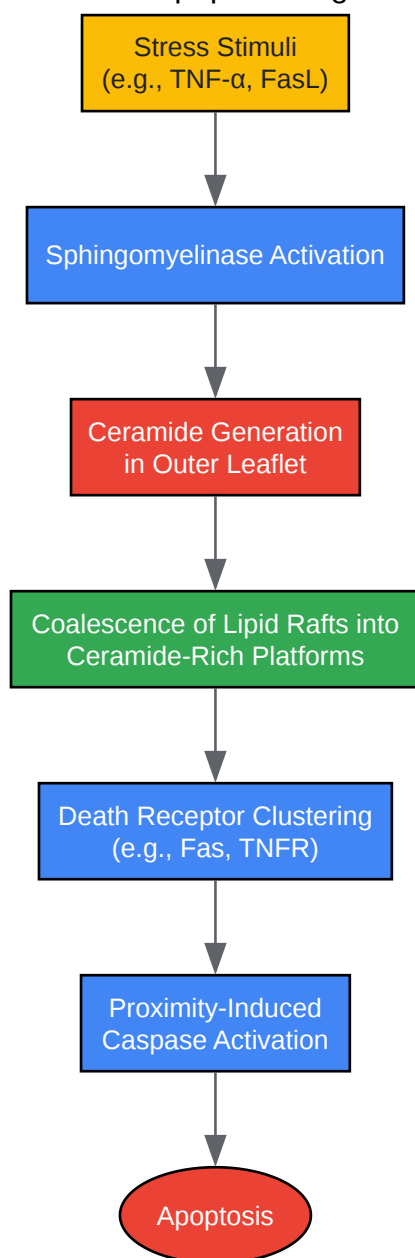 Stress Stimuli
(e.g., TNF-α, FasL)
Sphingomyelinase Activation
Ceramide Generation
in Outer Leaflet
Coalescence of Lipid Rafts into
Ceramide-Rich Platforms
Death Receptor Clustering
(e.g., Fas, TNFR)
Proximity-Induced
Caspase Activation
Apoptosis